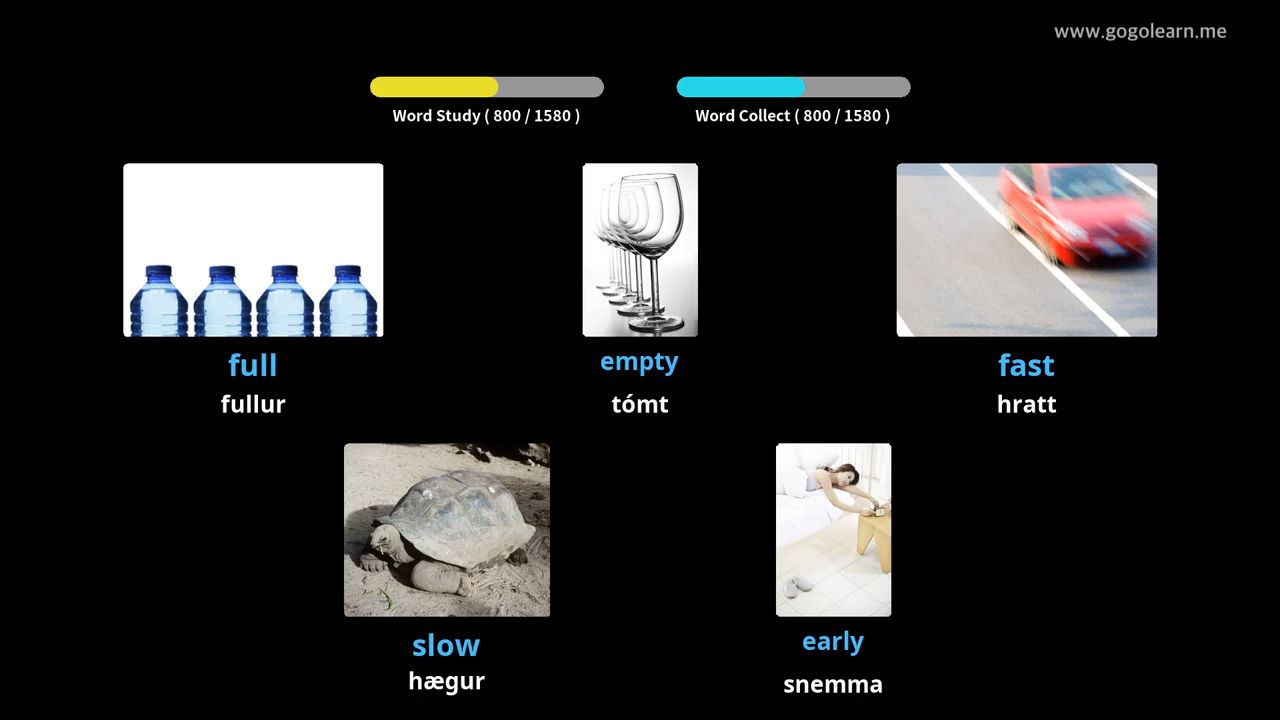 www.gogolearn.me
Word Study ( 800 / 1580 )
Word Collect ( 800 / 1580 )
full
fullur
empty
tómt
fast
hratt
slow
hægur
early
snemma